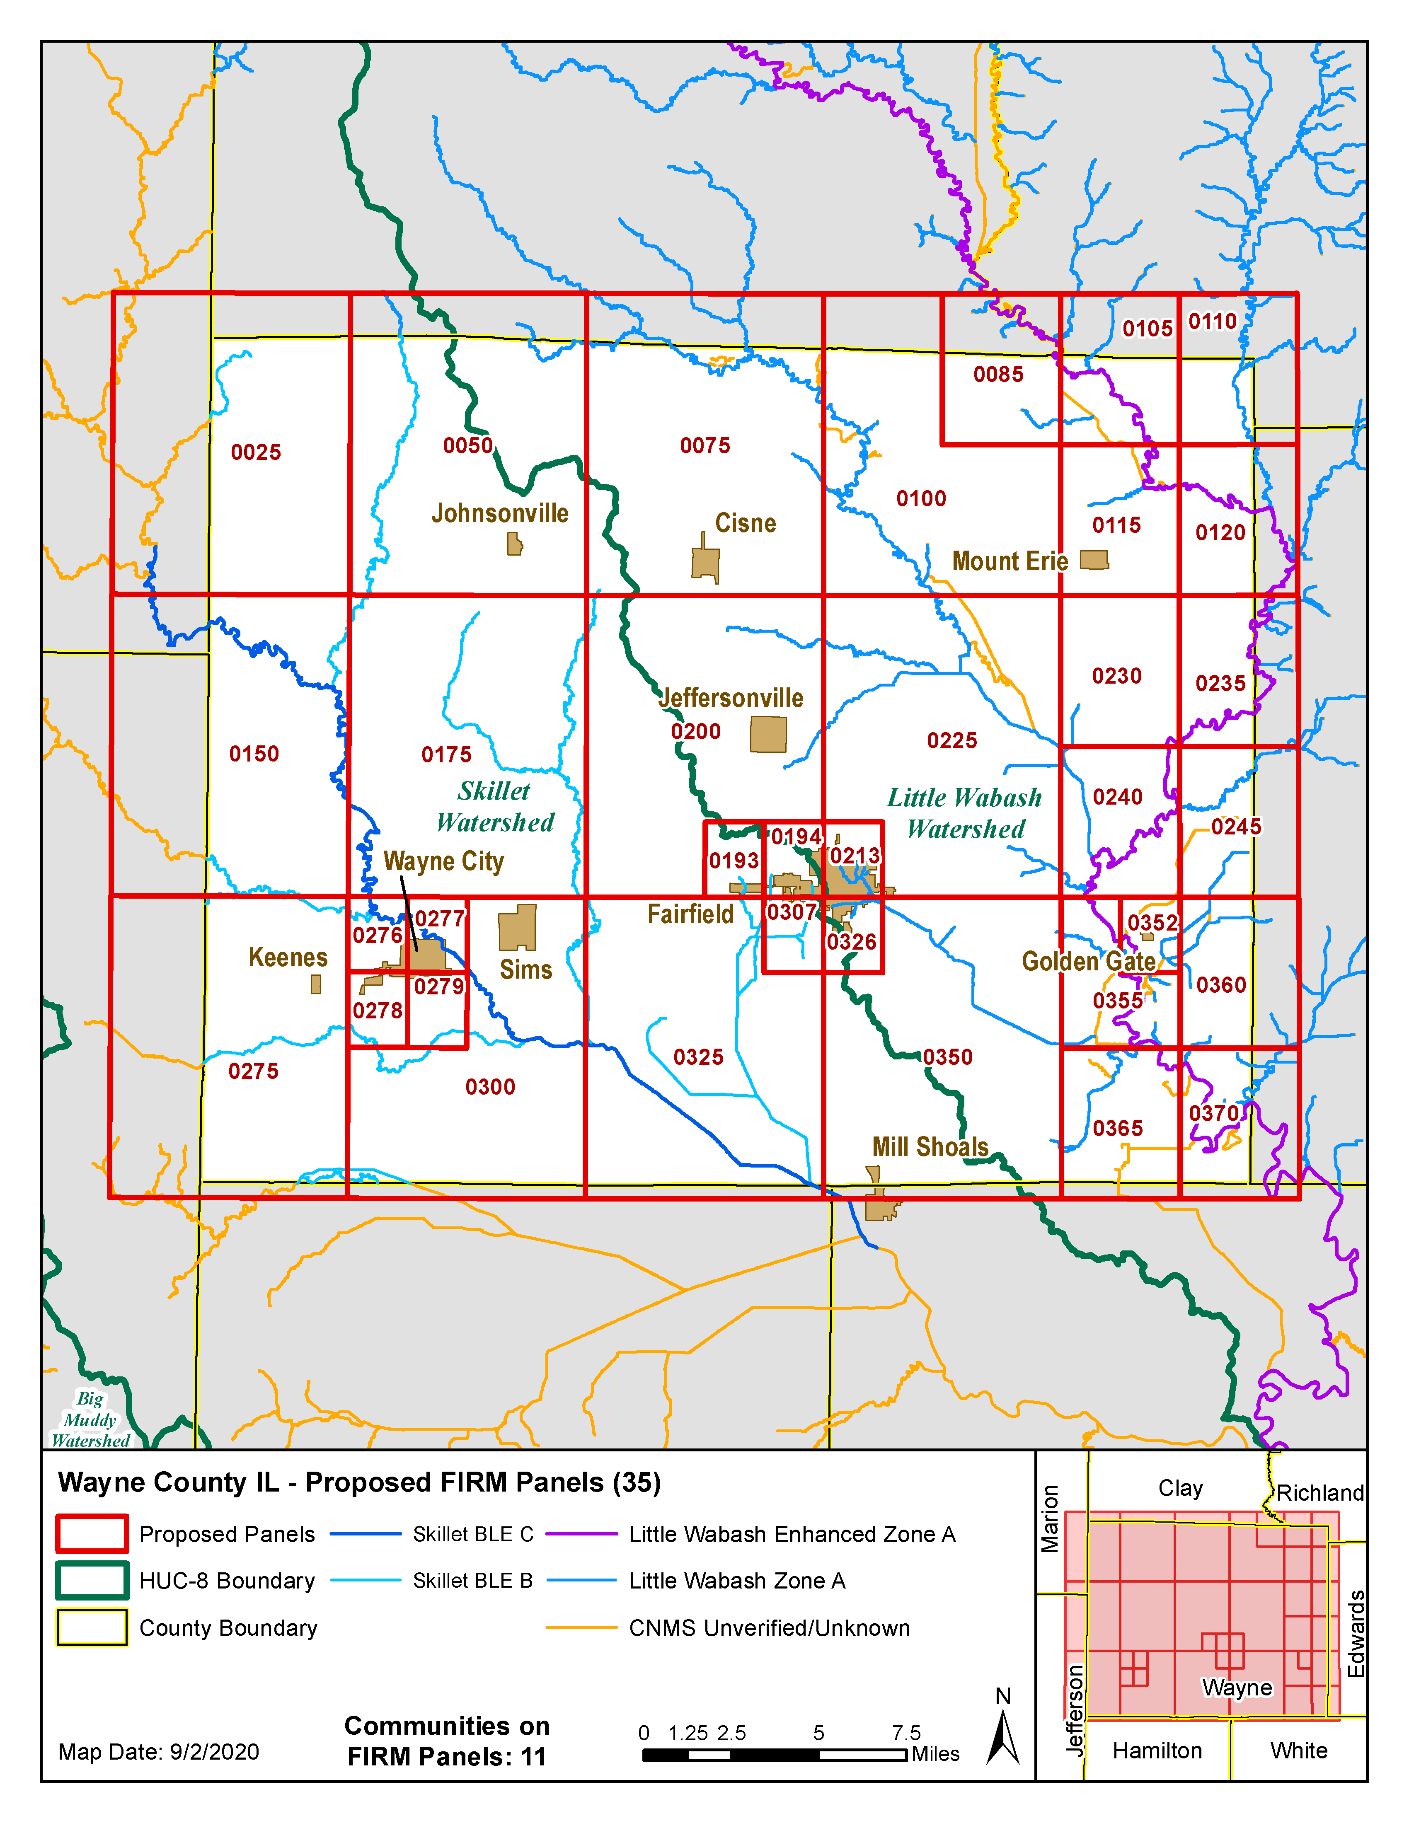 0105
0110
0085
0025
0050
0075
0100
Johnsonville
Cisne
0115
0120
Mount Erie
0230
0235
Jeffersonville
0200
0225
0150
0175
Skillet
Watershed
Little Wabash
Watershed
0240
0245
0194
0193
0213
Wayne City
Fairfield
0307
0326
0276
0277
Keenes
Sims
0278
0279
0352
Golden Gate
0355
0360
0275
0300
0325
0350
0365
0370
Mill Shoals
Big
Muddy
Watershed
Wayne County IL - Proposed FIRM Panels (35)
Proposed Panels
Skillet BLE C
Little Wabash Enhanced Zone A
HUC-8 Boundary
Skillet BLE B
Little Wabash Zone A
County Boundary
CNMS Unverified/Unknown
Map Date: 9/2/2020
Communities on
FIRM Panels: 11
0 1.25 2.5 5 7.5
Miles
N
Marion
Clay
Richland
Edwards
Wayne
Jefferson
Hamilton
White